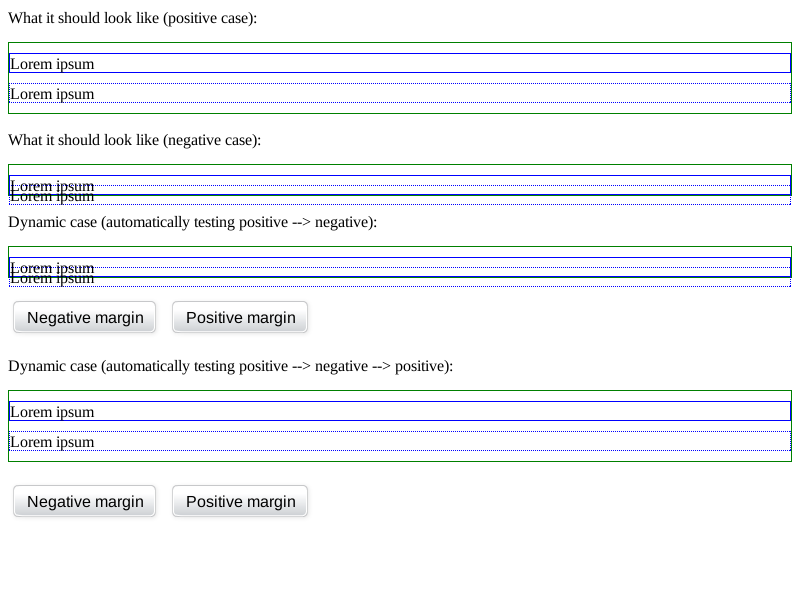 What it should look like (positive case):
Lorem ipsum
Lorem ipsum
What it should look like (negative case):
Lorem ipsum
Lorem ipsum
Dynamic case (automatically testing positive --> negative):
Lorem ipsum
Lorem ipsum
Negative margin Positive margin
Dynamic case (automatically testing positive --> negative --> positive):
Lorem ipsum
Lorem ipsum
Negative margin Positive margin